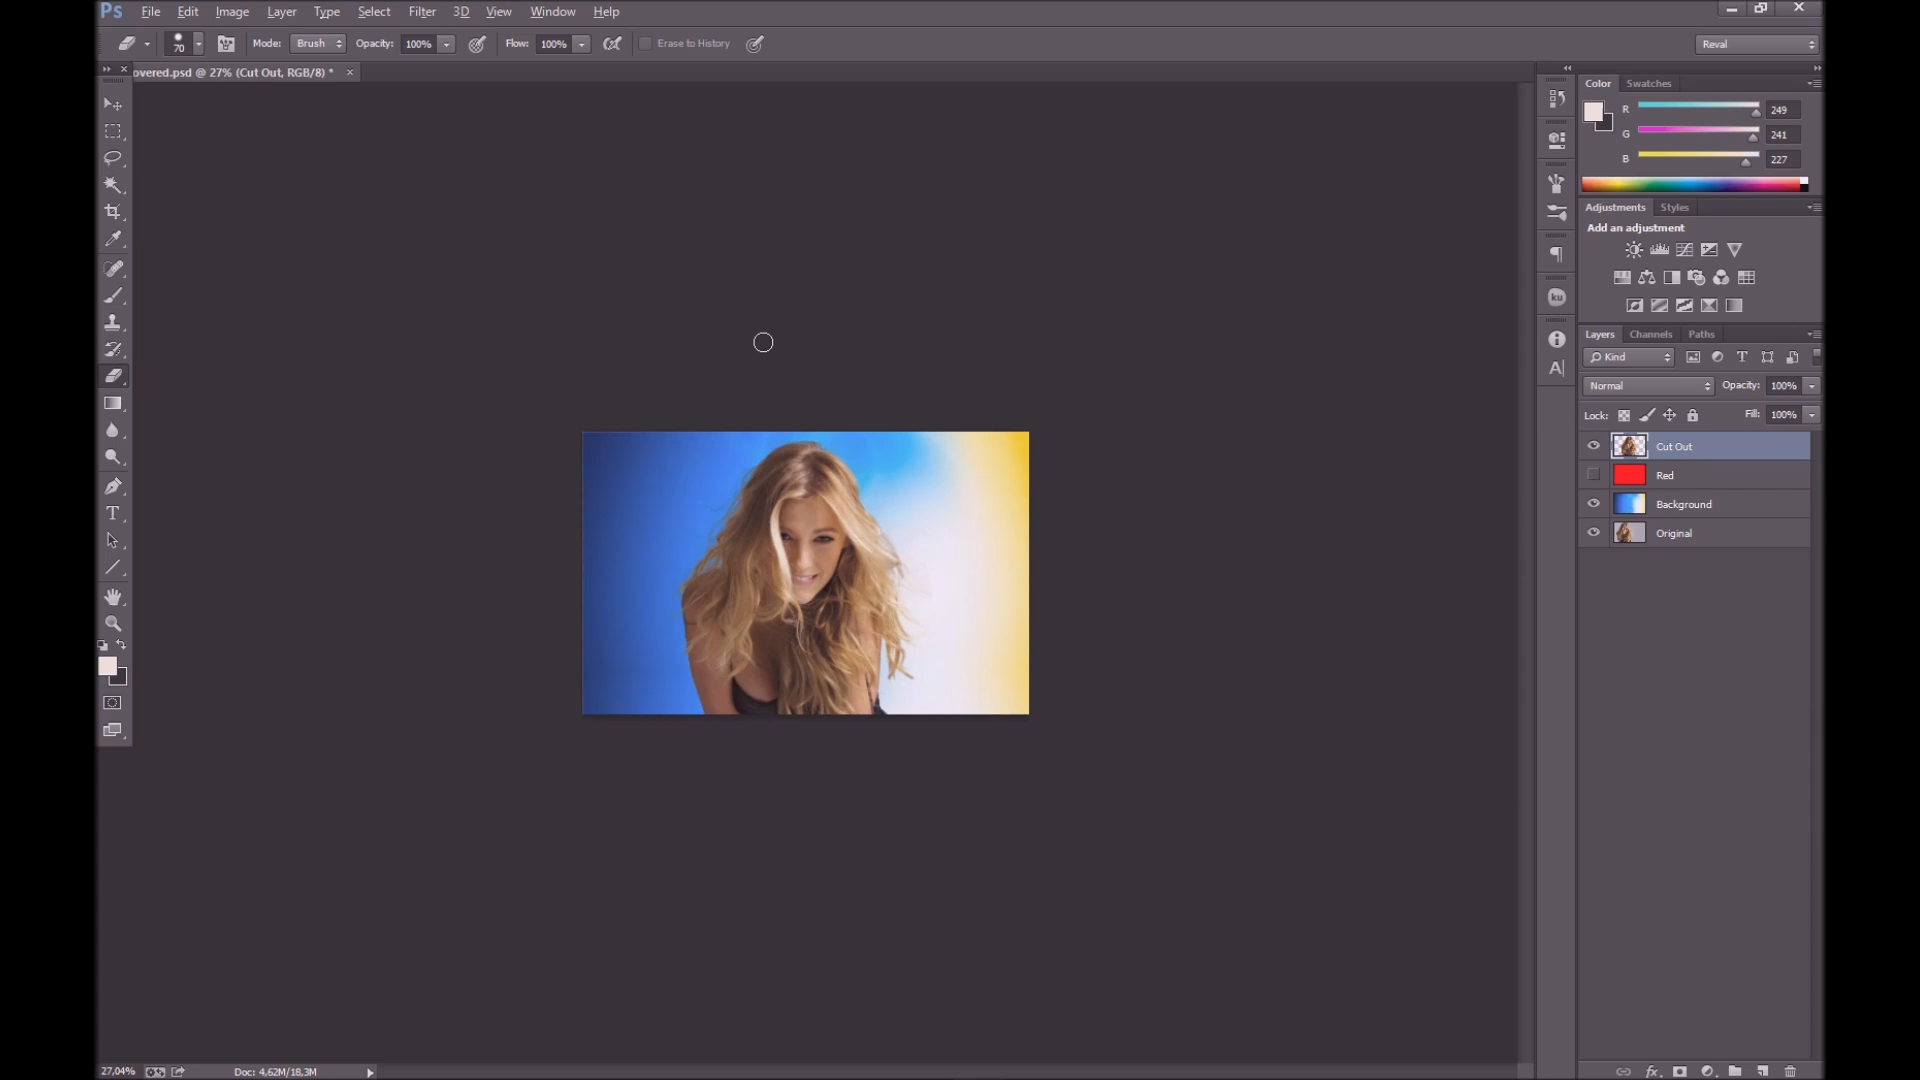 Ps File Edit Image Layer Type Select Filter 3D View Window Help
70 Mode: Brush Opacity: 100% Flow: 100% Erase to History Reval
overed.psd @ 27% (Cut Out, RGB/8) * ×
Color Swatches
R 249
G 241
B 227
Adjustments Styles
Add an adjustment
ku
Layers Channels Paths
Kind
Normal Opacity: 100%
Lock: Fill: 100%
Cut Out
Red
Background
Original
27,04% Doc: 4,62M/18,3M